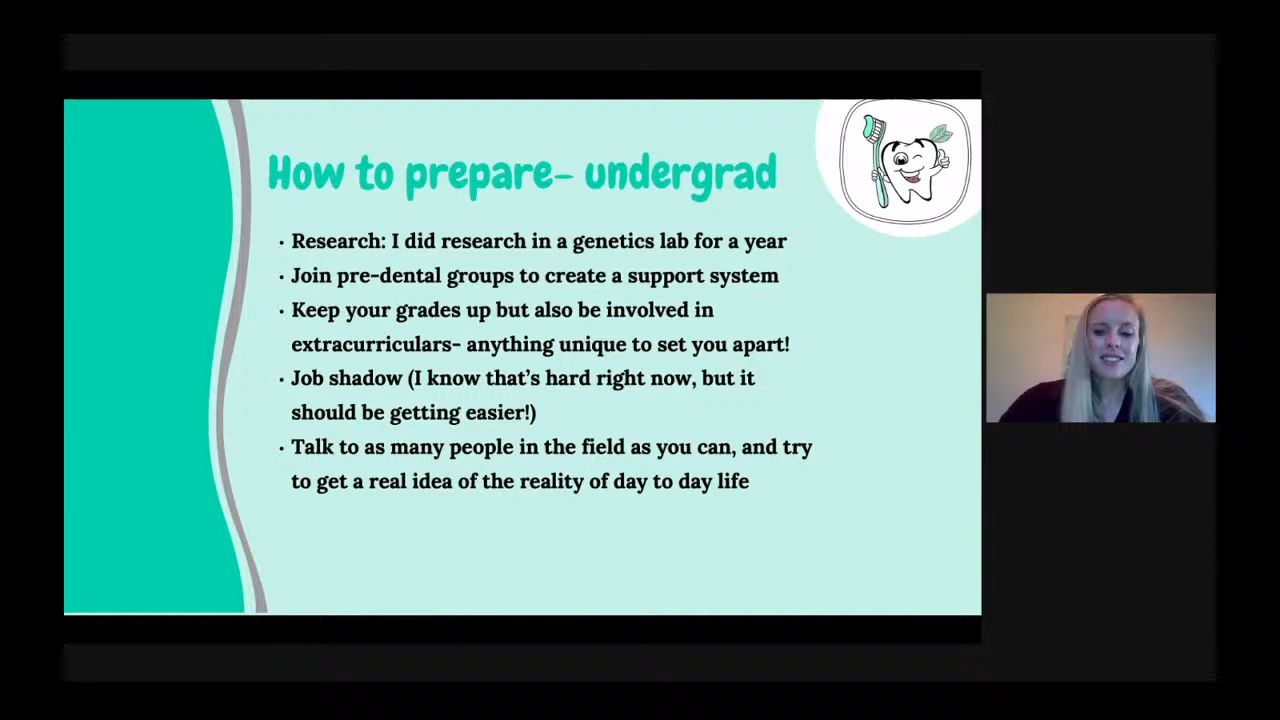 How to prepare- undergrad
· Research: I did research in a genetics lab for a year
· Join pre-dental groups to create a support system
· Keep your grades up but also be involved in
extracurriculars- anything unique to set you apart!
· Job shadow (I know that’s hard right now, but it
should be getting easier!)
· Talk to as many people in the field as you can, and try
to get a real idea of the reality of day to day life